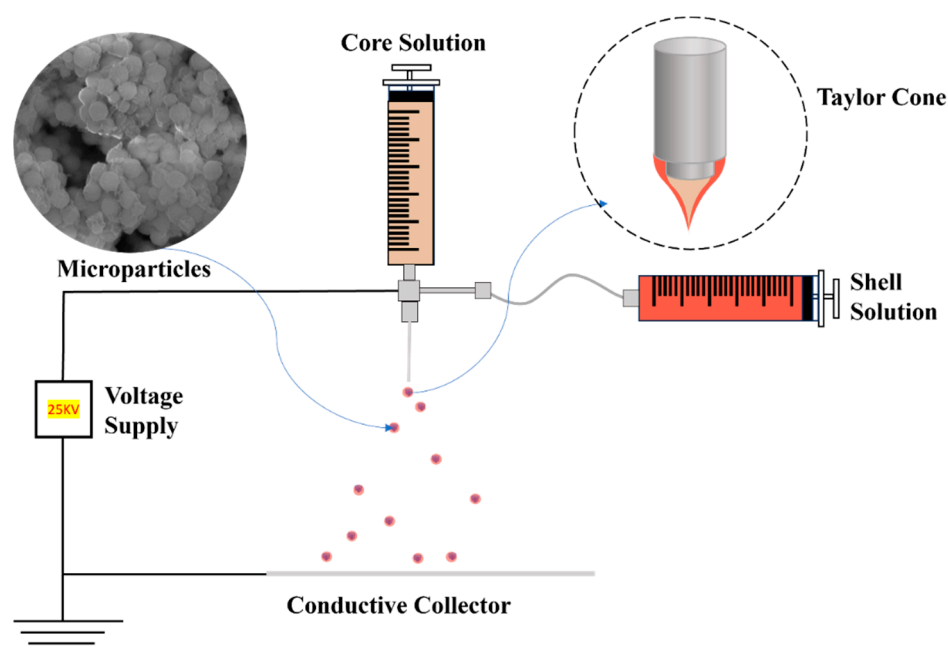 Core Solution
Taylor Cone
Microparticles
Shell
Solution
25KV
Voltage
Supply
Conductive Collector